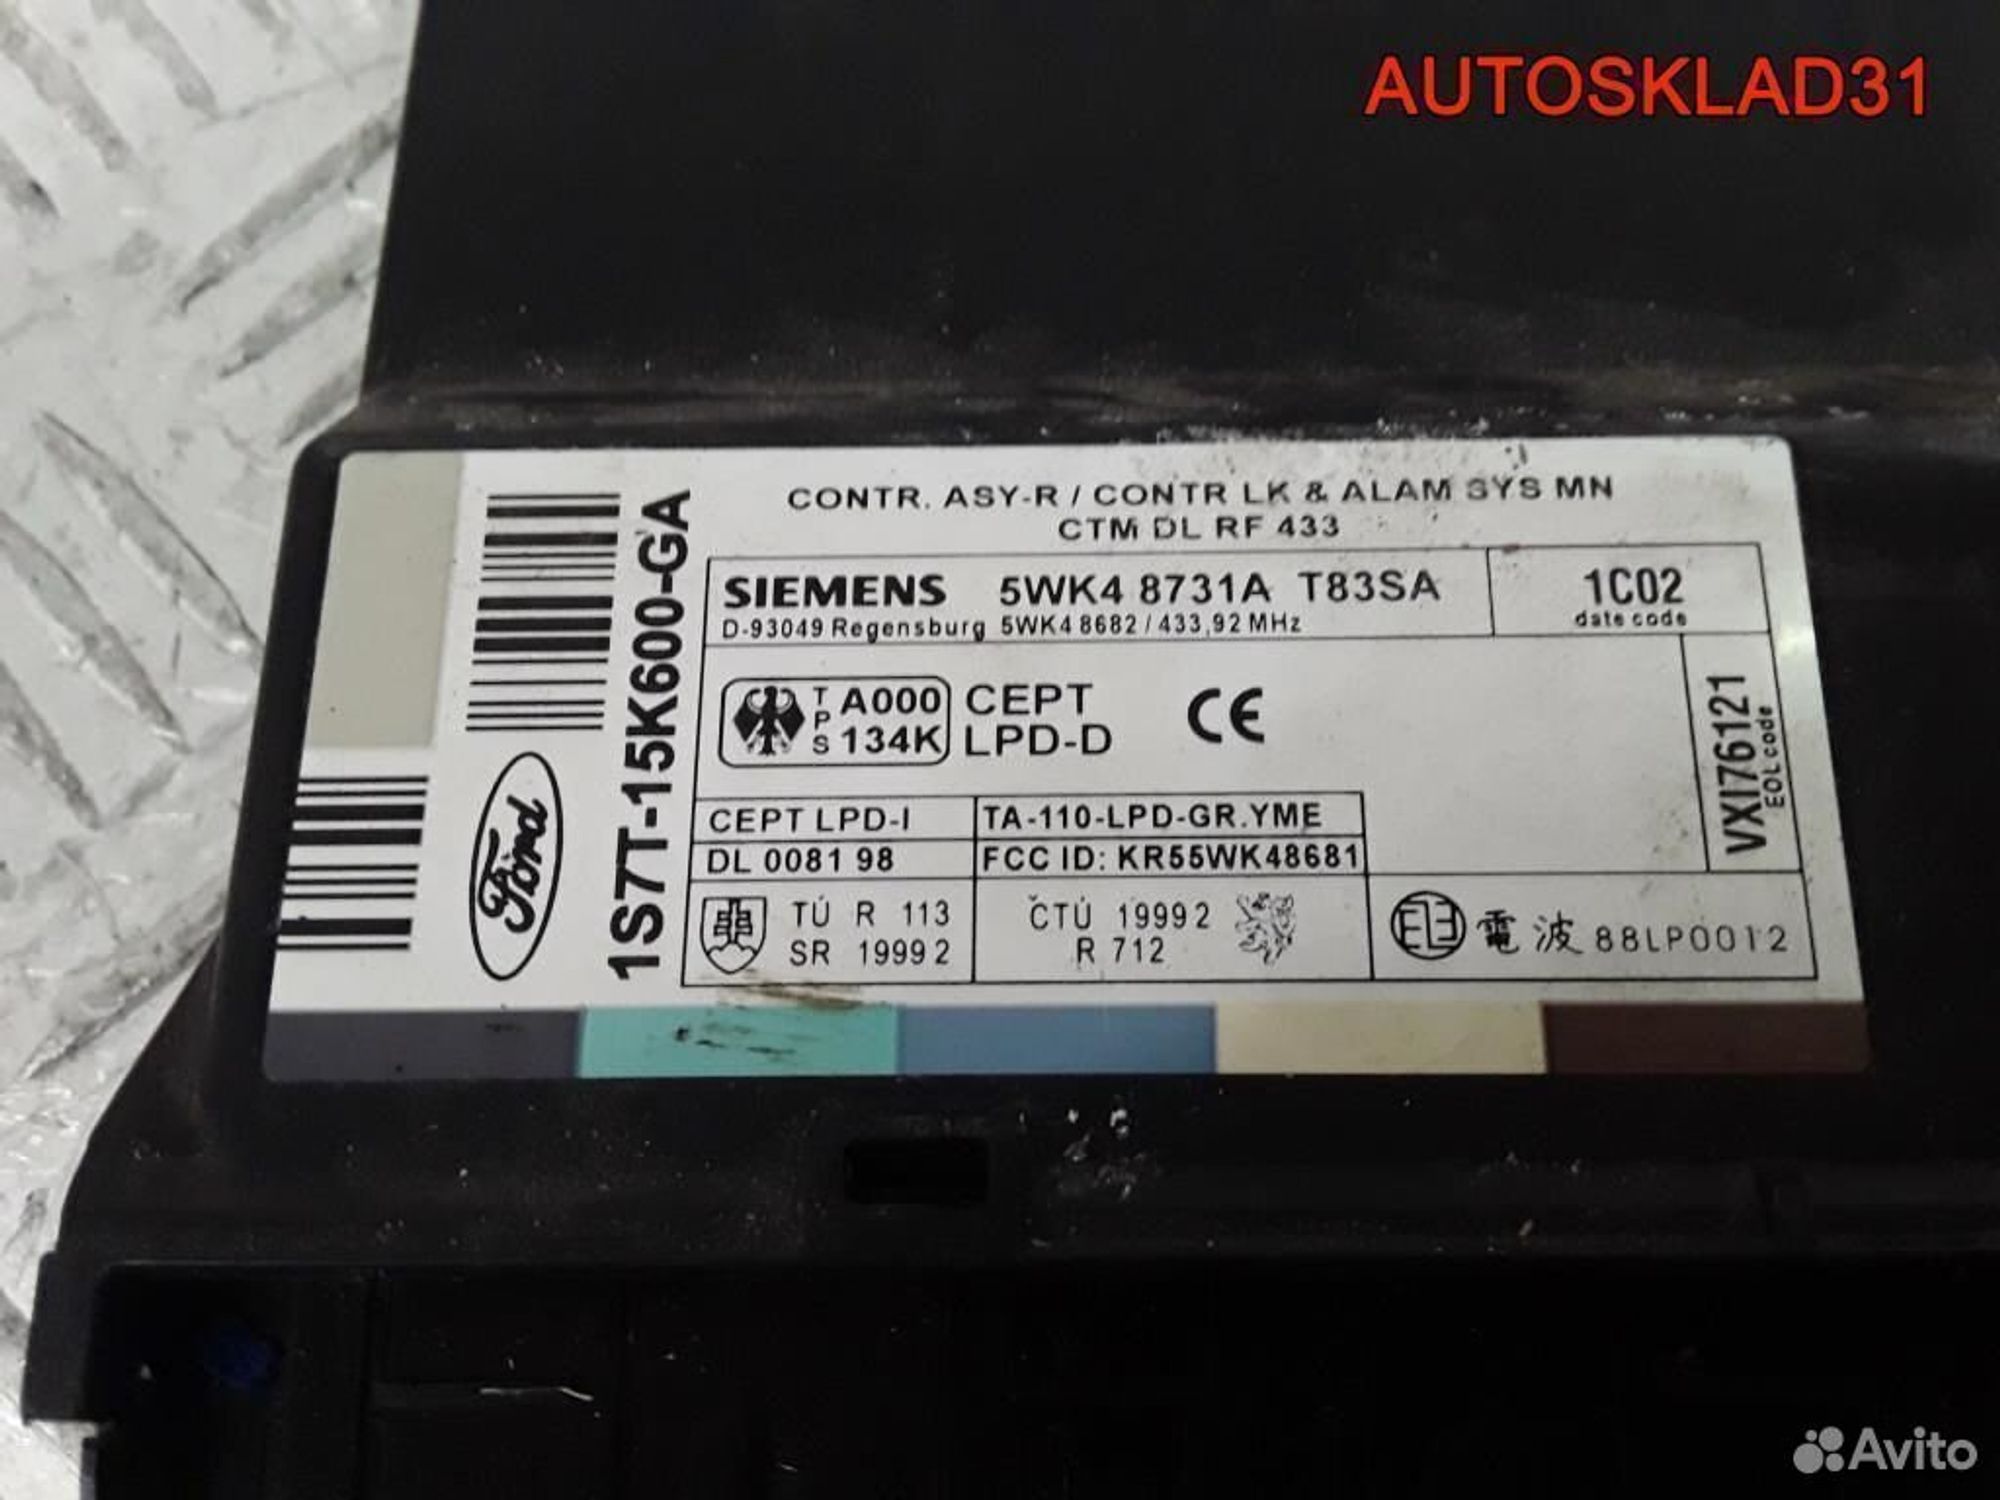 AUTOSKLAD31
CONTR. ASY-R / CONTR LK & ALAM SYS MN
CTM DL RF 433
1S7T-15K600-GA
Ford
SIEMENS 5WK4 8731A T83SA
D-93049 Regensburg 5WK4 8682 / 433,92 MHz
1C02
date code
TPS A000 134K
CEPT
LPD-D
CE
VXI76121
EOL code
CEPT LPD-I
DL 0081 98
TA-110-LPD-GR.YME
FCC ID: KR55WK48681
TÚ R 113
SR 1999 2
ČTÚ 1999 2
R 712
電波 88LP0012
Avito